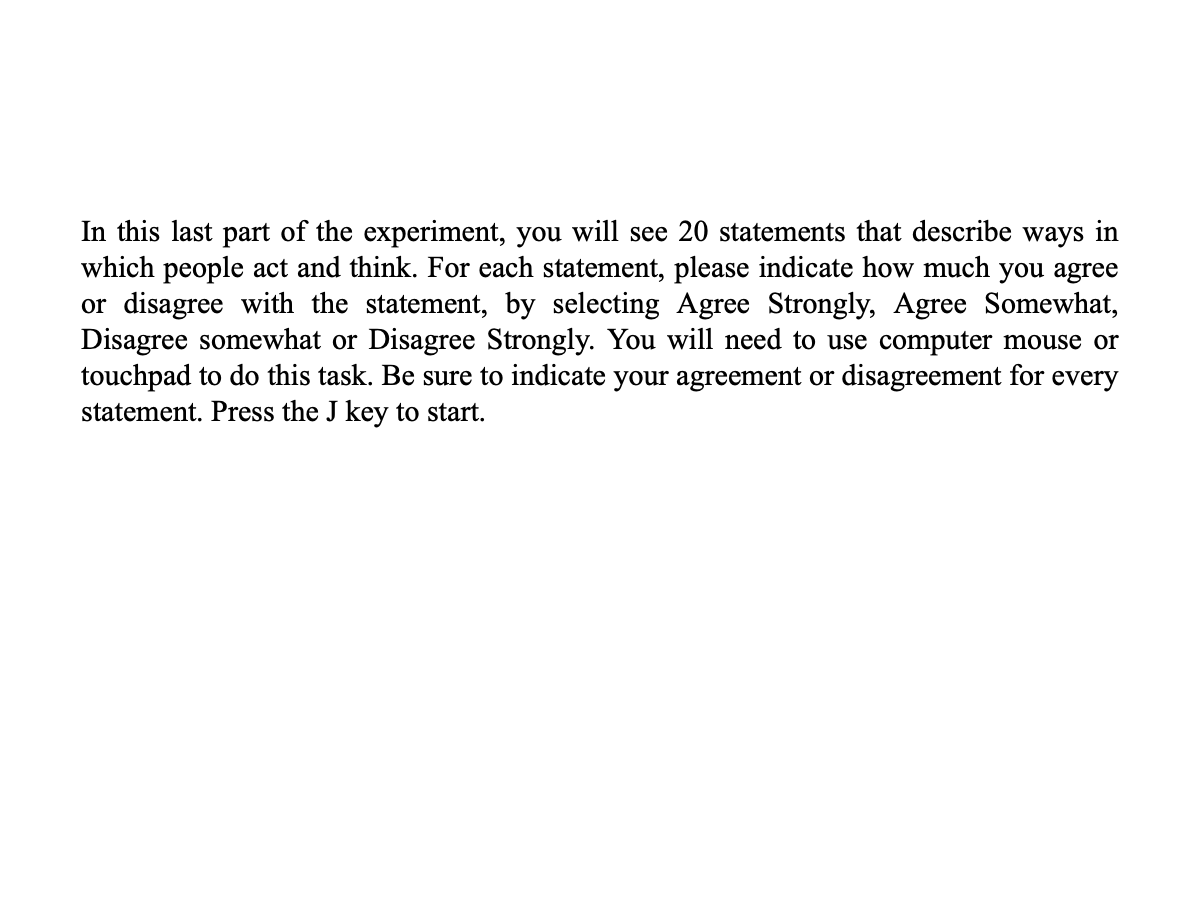 In this last part of the experiment, you will see 20 statements that describe ways in
which people act and think. For each statement, please indicate how much you agree
or disagree with the statement, by selecting Agree Strongly, Agree Somewhat,
Disagree somewhat or Disagree Strongly. You will need to use computer mouse or
touchpad to do this task. Be sure to indicate your agreement or disagreement for every
statement. Press the J key to start.